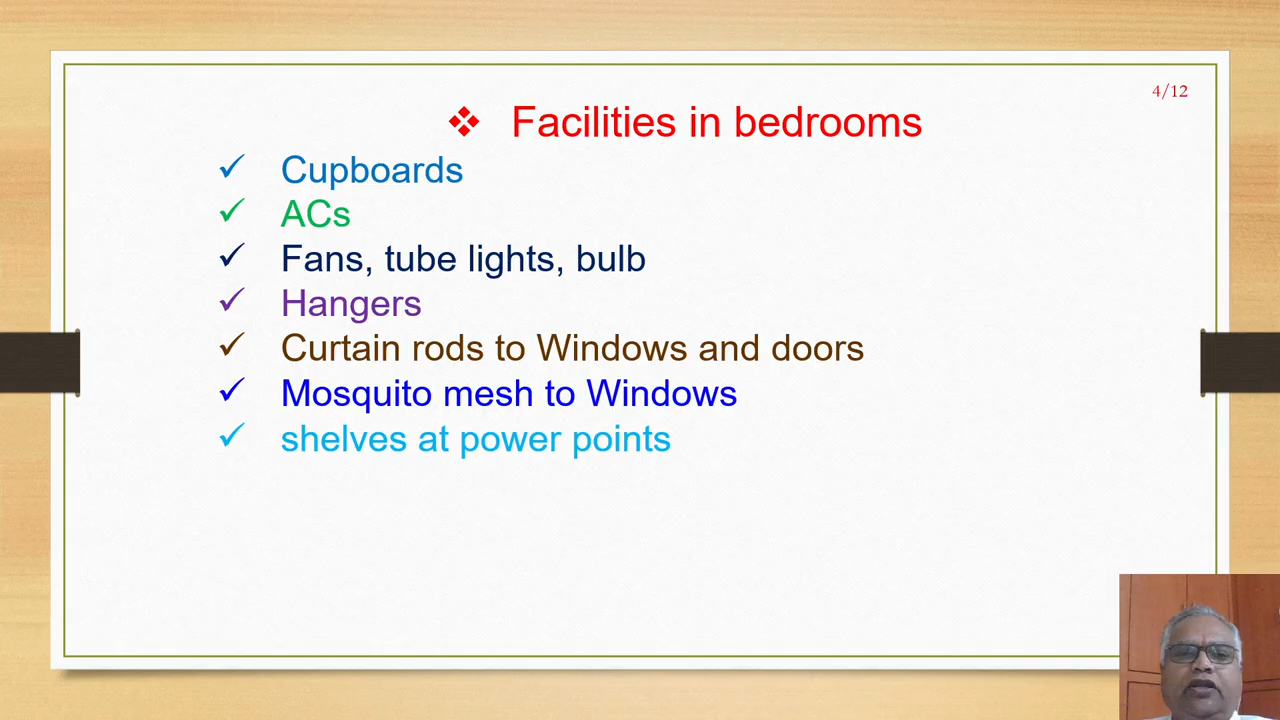 4/12
❖ Facilities in bedrooms
✓ Cupboards
✓ ACs
✓ Fans, tube lights, bulb
✓ Hangers
✓ Curtain rods to Windows and doors
✓ Mosquito mesh to Windows
✓ shelves at power points